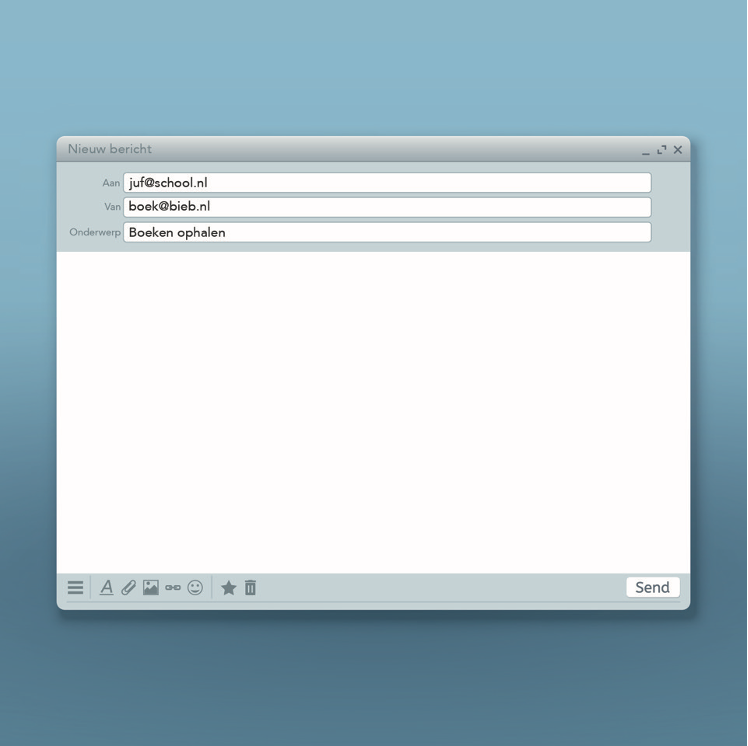 Nieuw bericht
Aan juf@school.nl
Van boek@bieb.nl
Onderwerp Boeken ophalen
Send